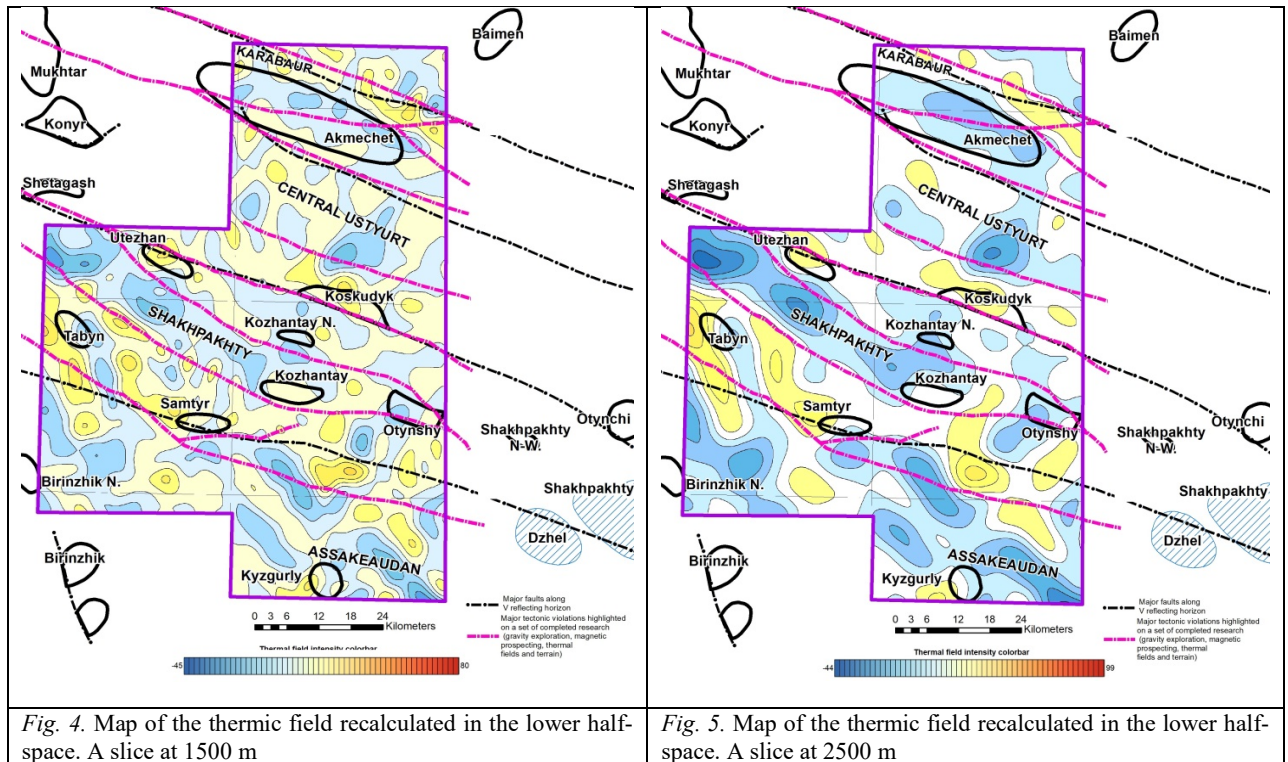 Baimen
KARABAUR
Mukhtar
Konyr
Akmechet
Shetagash
CENTRAL USTYURT
Utezhan
Koskudyk
SHAKHPAKHTY
Kozhantay N.
Tabyn
Kozhantay
Samtyr
Otynshy
Otynchi
Shakhpakhty
N-W.
Birinzhik N.
Shakhpakhty
Dzhel
ASSAKEAUDAN
Birinzhik
Kyzgurly
Major faults along
V reflecting horizon
0 3 6 12 18 24
Kilometers
Major tectonic violations highlighted
on a set of completed research
(gravity exploration, magnetic
prospecting, thermal
fields and terrain)
Thermal field intensity colorbar
-45 80
Fig. 4. Map of the thermic field recalculated in the lower half-
space. A slice at 1500 m
Baimen
KARABAUR
Mukhtar
Konyr
Akmechet
Shetagash
CENTRAL USTYURT
Utezhan
Koskudyk
SHAKHPAKHTY
Kozhantay N.
Tabyn
Kozhantay
Samtyr
Otynshy
Otynchi
Shakhpakhty
N-W.
Birinzhik N.
Shakhpakhty
Dzhel
ASSAKEAUDAN
Birinzhik
Kyzgurly
Major faults along
V reflecting horizon
0 3 6 12 18 24
Kilometers
Major tectonic violations highlighted
on a set of completed research
(gravity exploration, magnetic
prospecting, thermal
fields and terrain)
Thermal field intensity colorbar
-44 99
Fig. 5. Map of the thermic field recalculated in the lower half-
space. A slice at 2500 m